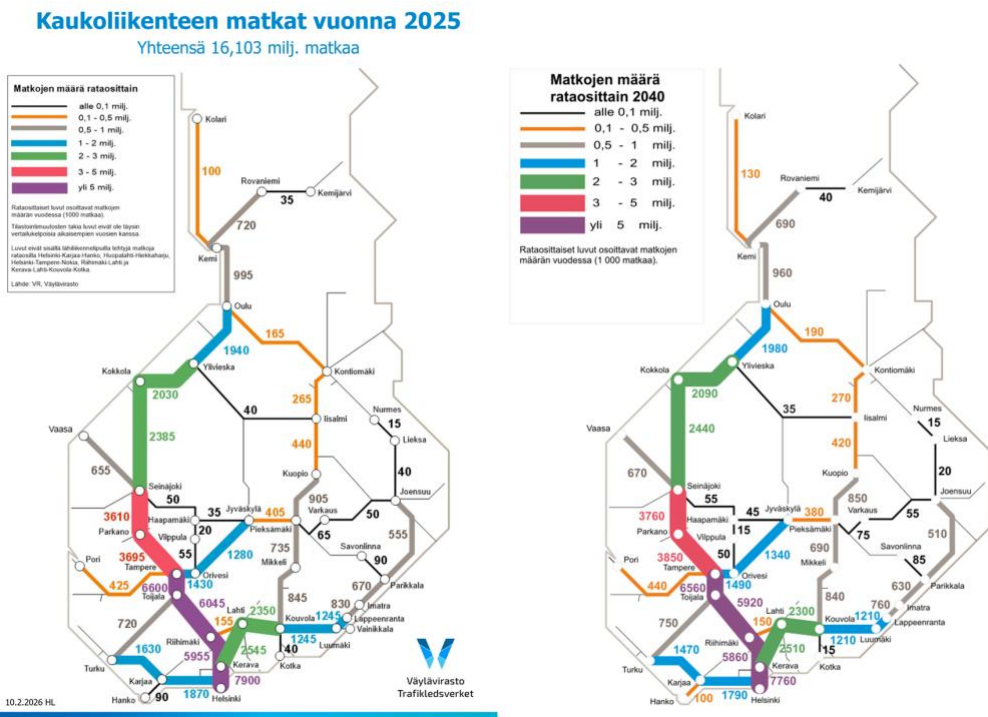 Kaukoliikenteen matkat vuonna 2025
Yhteensä 16,103 milj. matkaa
Matkojen määrä rataosittain
alle 0,1 milj.
0,1 - 0,5 milj.
0,5 - 1 milj.
1 - 2 milj.
2 - 3 milj.
3 - 5 milj.
yli 5 milj.
Rataosittaiset luvut osoittavat matkojen
määrän vuodessa (1000 matkaa).
Tilastointimuutosten takia luvut eivät ole täysin
vertailukelpoisia aikaisempien vuosien kanssa.
Luvut eivät sisällä lähiliikennelipuilla tehtyjä matkoja
rataosilla Helsinki-Karjaa-Hanko, Huopalahti-Hiekkaharju,
Helsinki-Tampere-Nokia, Riihimäki-Lahti ja
Kerava-Lahti-Kouvola-Kotka.
Lähde: VR, Väylävirasto
Kolari
100
Rovaniemi
35
Kemijärvi
720
Kemi
995
Oulu
165
1940
Ylivieska
Kokkola
2030
Kontiomäki
265
40
Iisalmi
Nurmes
15
Lieksa
2385
Vaasa
440
655
Kuopio
40
Seinäjoki
50
905
Joensuu
3610
Haapamäki
35
Jyväskylä
405
Varkaus
50
Parkano
20
Pieksämäki
65
555
Vilppula
3695
55
1280
735
Savonlinna
90
Pori
Tampere
Mikkeli
425
1430
Orivesi
Parikkala
6600
670
Toijala
6045
845
Imatra
830
Lahti
2350
Kouvola
1245
Lappeenranta
155
1245
Vainikkala
720
Luumäki
Riihimäki
40
Kotka
5955
2545
1630
Turku
Kerava
Karjaa
7900
1870
Hanko
90
Helsinki
Väylävirasto
Trafikledsverket
10.2.2026 HL
Matkojen määrä
rataosittain 2040
alle 0,1 milj.
0,1 - 0,5 milj.
0,5 - 1 milj.
1 - 2 milj.
2 - 3 milj.
3 - 5 milj.
yli 5 milj.
Rataosittaiset luvut osoittavat matkojen
määrän vuodessa (1 000 matkaa).
Kolari
130
Rovaniemi
40
Kemijärvi
690
Kemi
960
Oulu
190
1980
Ylivieska
Kokkola
2090
Kontiomäki
270
35
Iisalmi
Nurmes
15
Lieksa
2440
Vaasa
420
670
Kuopio
20
Seinäjoki
55
850
Joensuu
3760
Haapamäki
45
Jyväskylä
380
Varkaus
55
Parkano
15
Pieksämäki
75
510
Vilppula
3850
50
1340
690
Savonlinna
85
Pori
Tampere
Mikkeli
440
1490
Orivesi
Parikkala
6560
630
Toijala
5920
840
Imatra
760
Lahti
2300
Kouvola
1210
Lappeenranta
150
1210
750
Luumäki
Riihimäki
15
Kotka
5860
2510
1470
Turku
Kerava
Karjaa
7760
1790
Hanko
100
Helsinki